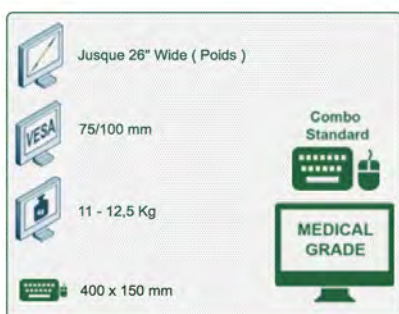 Jusque 26" Wide ( Poids )
VESA
75/100 mm
Combo
Standard
11 - 12,5 Kg
MEDICAL
GRADE
400 x 150 mm